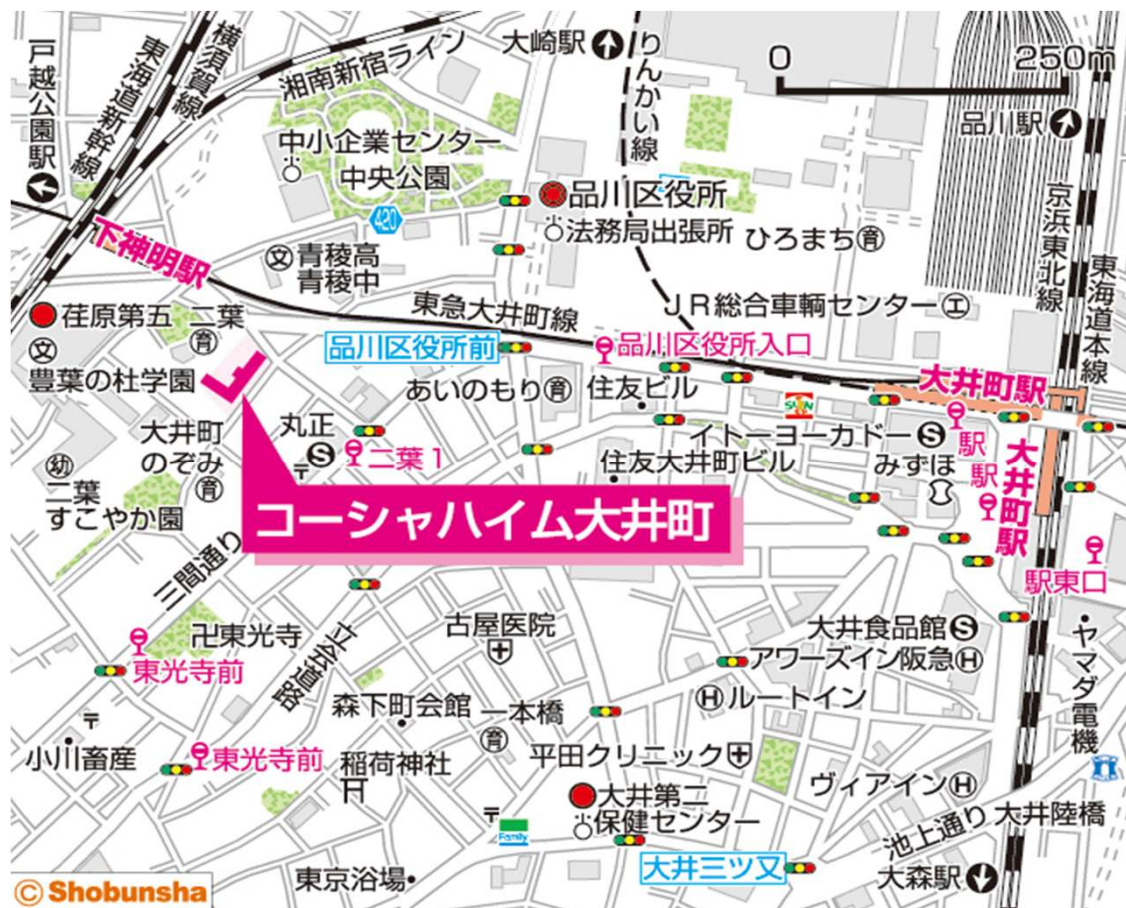 戸越公園駅
東海道新幹線
横須賀線
湘南新宿ライン
大崎駅
りんかい線
0
250m
品川駅
中小企業センター
中央公園
420
品川区役所
法務局出張所
ひろまち
育
京浜東北線
東海道本線
下神明駅
文
青稜高
青稜中
東急大井町線
JR総合車輌センター
工
荏原第五
二葉
育
文
豊葉の杜学園
品川区役所前
品川区役所入口
あいのもり
育
住友ビル
SUN
大井町駅
大井町
のぞみ
育
丸正
S
〒
二葉1
イトーヨーカドー
S
住友大井町ビル
みずほ
駅
駅
大井町駅
幼
二葉
すこやか園
コーシャハイム大井町
駅東口
三間通り
卍東光寺
東光寺前
立会道路
古屋医院
大井食品館
S
アワーズイン阪急
H
H
ルートイン
ヤマダ電機
〒
小川畜産
東光寺前
森下町会館
一本橋
育
稲荷神社
平田クリニック
ヴィアイン
H
大井第二
保健センター
〒
Family
池上通り
大井陸橋
大井三ツ又
東京浴場
大森駅
© Shobunsha